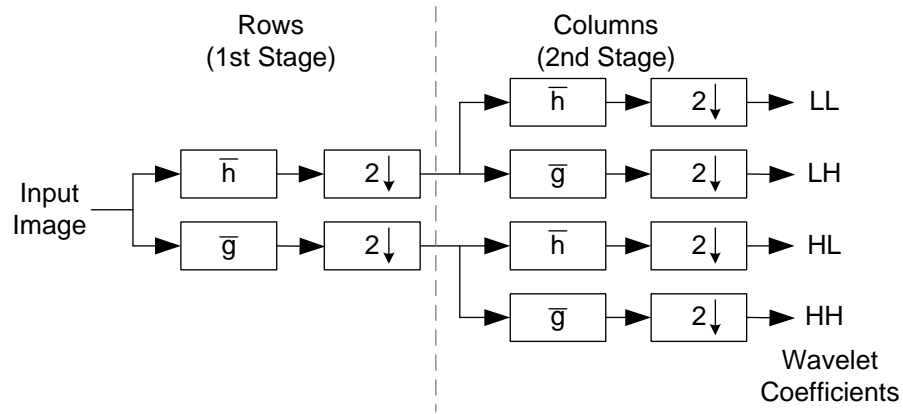 Rows
(1st Stage)
Columns
(2nd Stage)
h̅ 2↓ LL
h̅ 2↓ g̅ 2↓ LH
Input
Image
g̅ 2↓ h̅ 2↓ HL
g̅ 2↓ HH
Wavelet
Coefficients